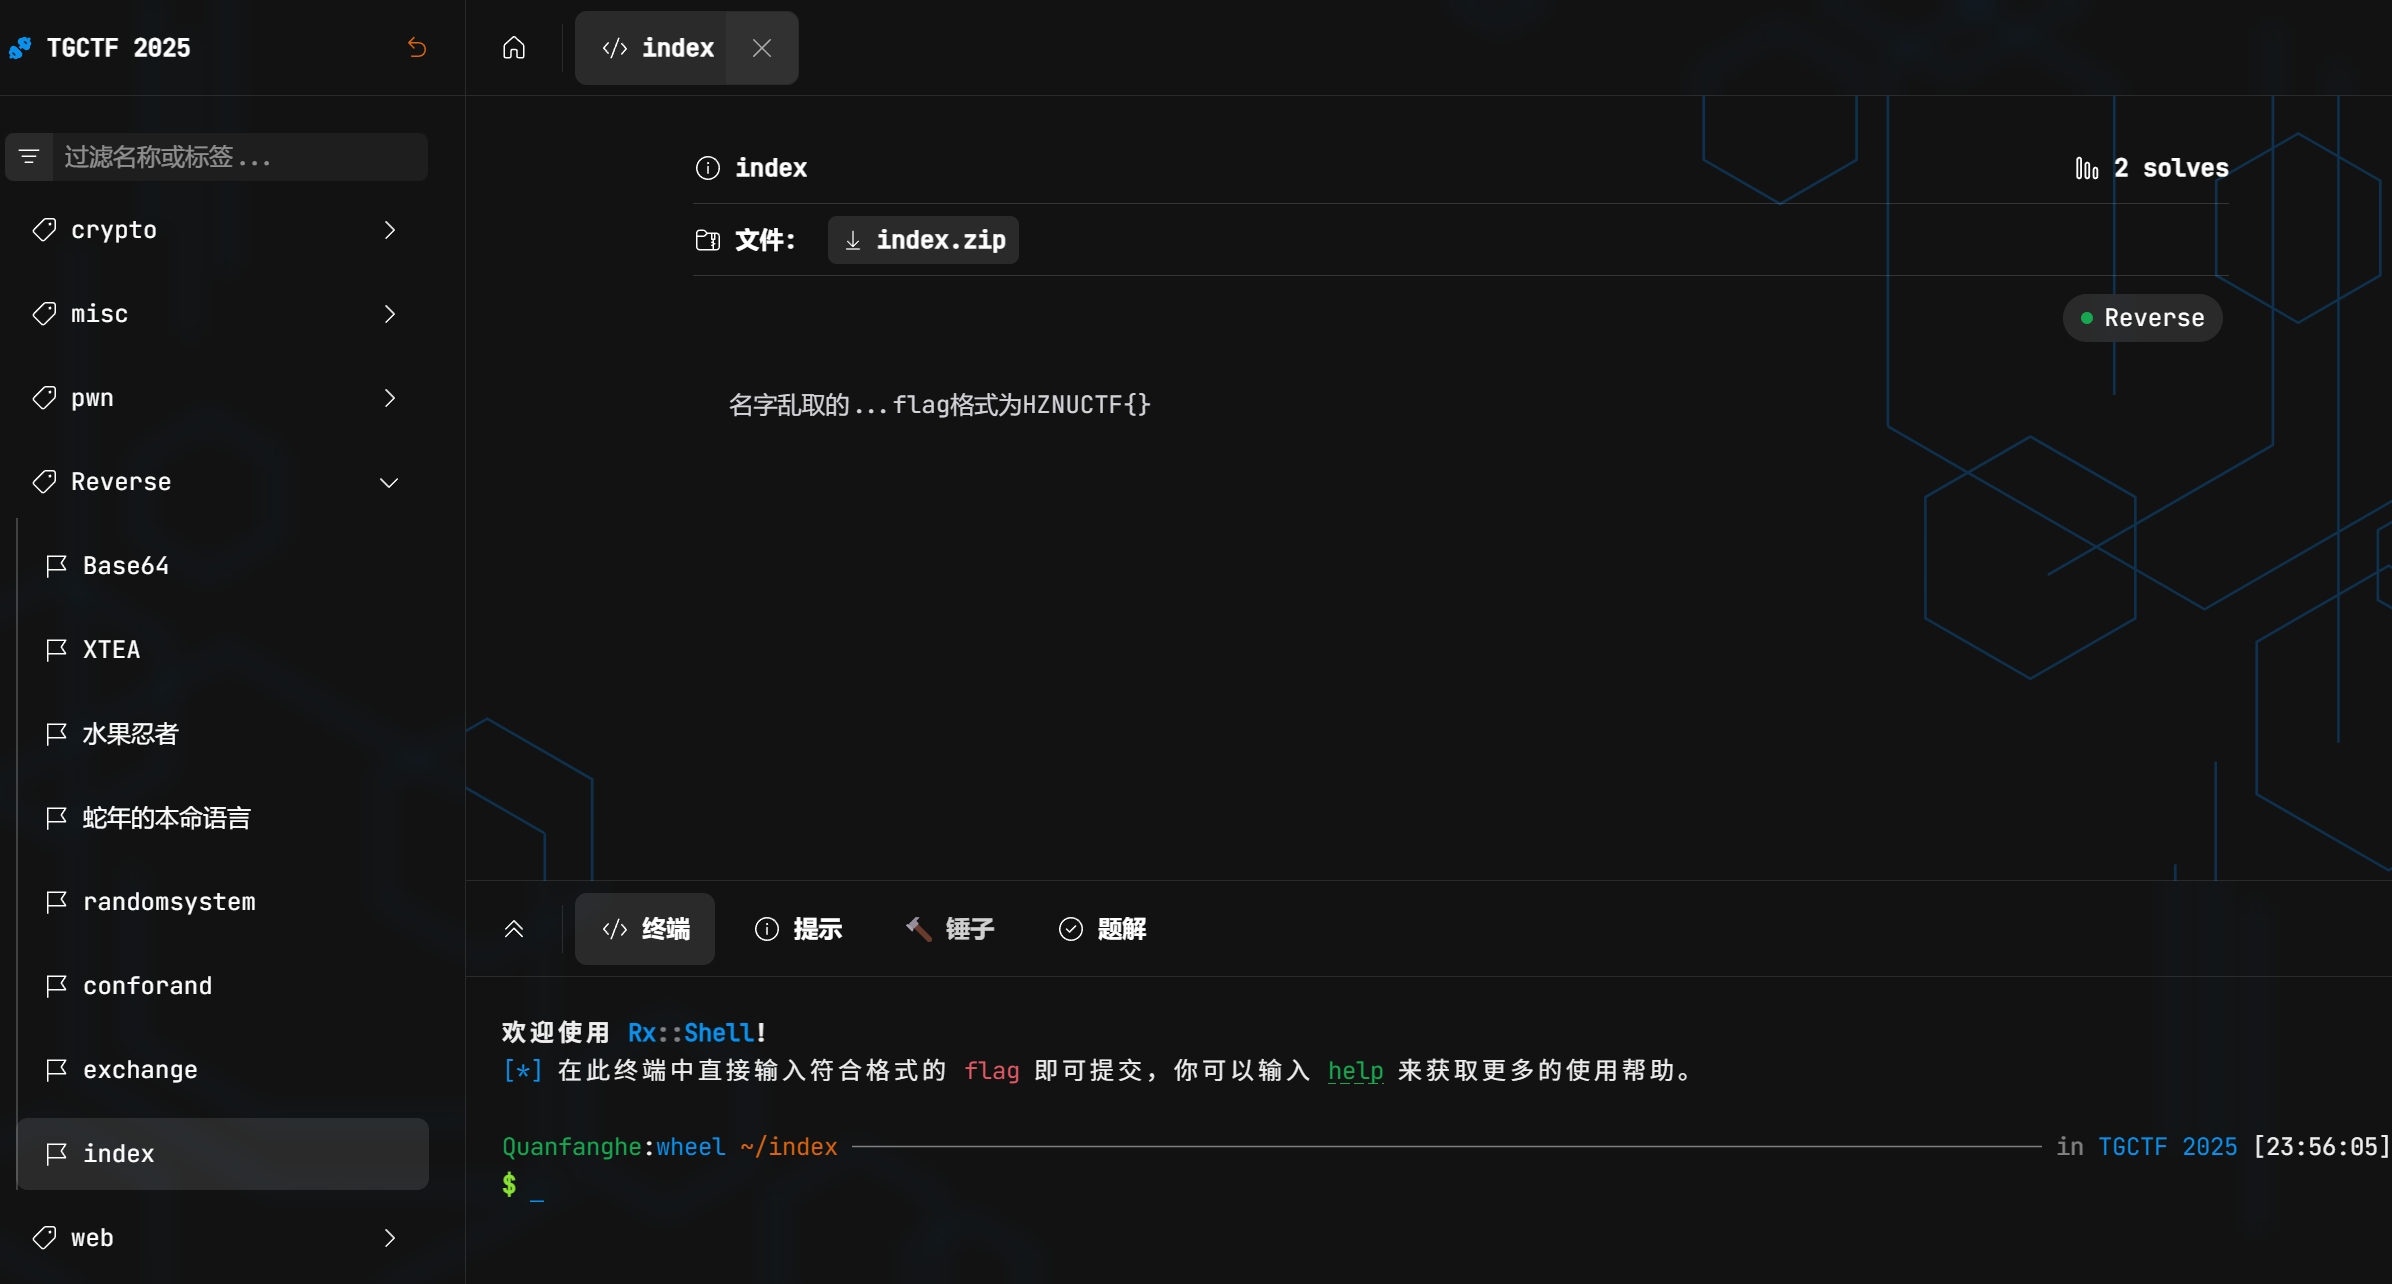 TGCTF 2025
index
过滤名称或标签...
crypto
misc
pwn
Reverse
Base64
XTEA
水果忍者
蛇年的本命语言
randomsystem
conforand
exchange
index
web
index
2 solves
文件:
index.zip
Reverse
名字乱取的...flag格式为HZNUCTF{}
终端
提示
锤子
题解
欢迎使用 Rx::Shell!
[*] 在此终端中直接输入符合格式的 flag 即可提交，你可以输入 help 来获取更多的使用帮助。
Quanfanghe:wheel ~/index in TGCTF 2025 [23:56:05]
$ _